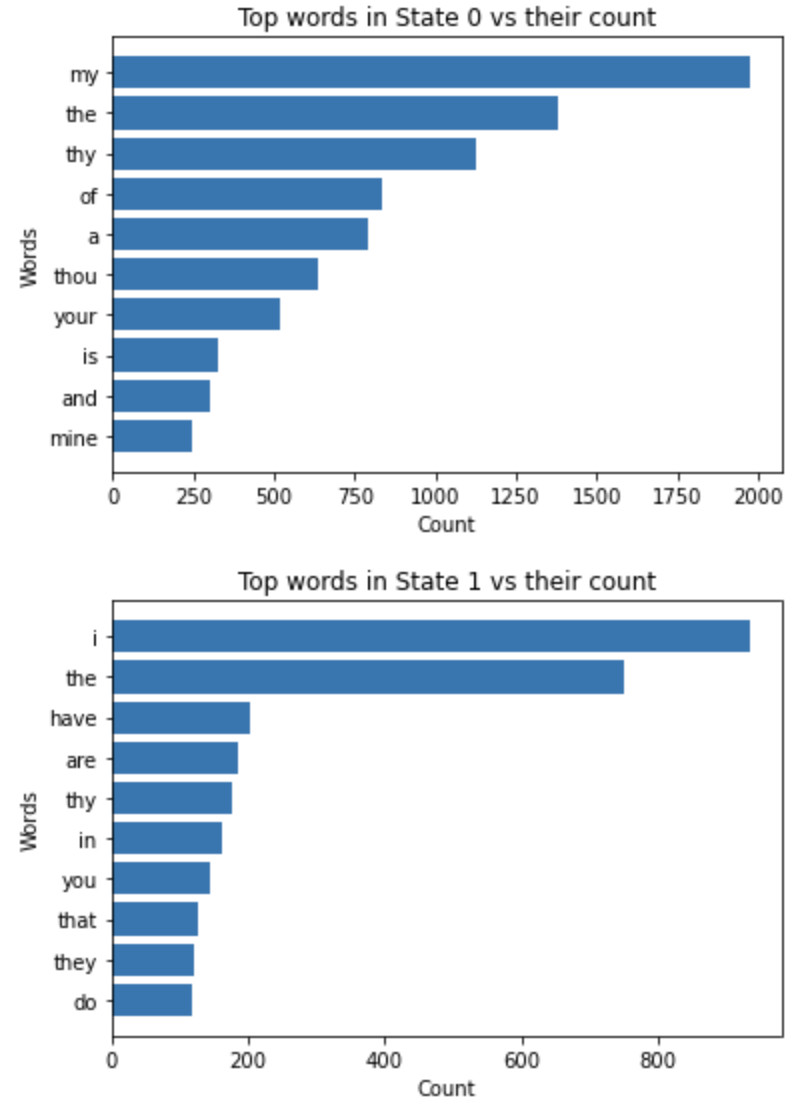 Top words in State 0 vs their count
my
the
thy
of
a
thou
your
is
and
mine
Words
0 250 500 750 1000 1250 1500 1750 2000
Count
Top words in State 1 vs their count
i
the
have
are
thy
in
you
that
they
do
Words
0 200 400 600 800
Count